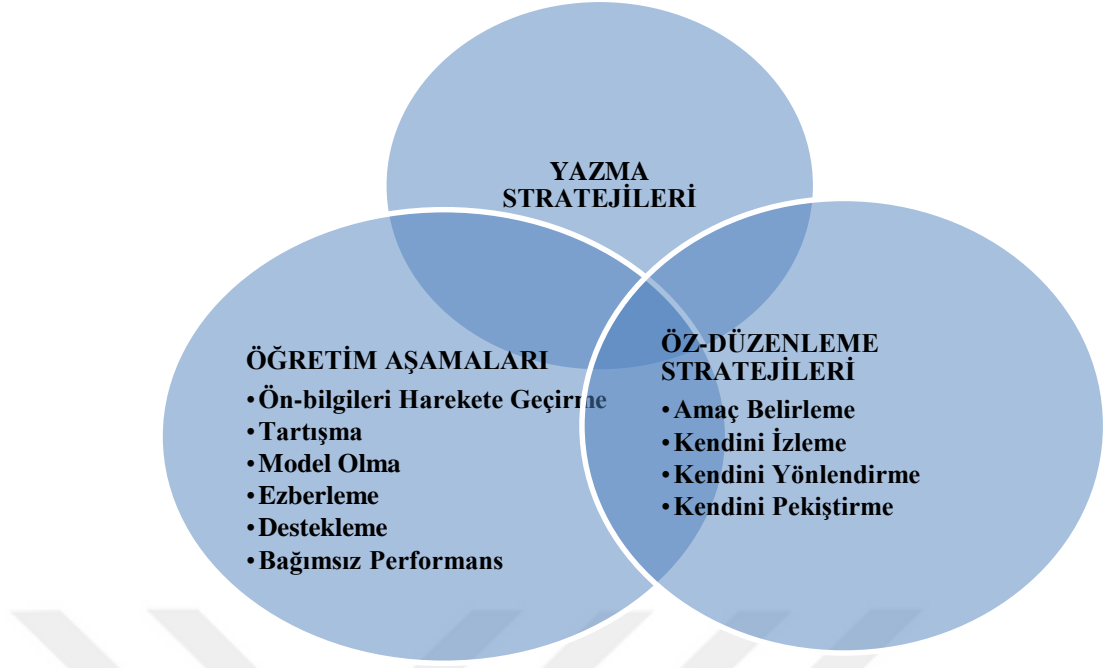 YAZMA
STRATEJİLERİ
ÖĞRETİM AŞAMALARI
•Ön-bilgileri Harekete Geçirme
•Tartışma
•Model Olma
•Ezberleme
•Destekleme
•Bağımsız Performans
ÖZ-DÜZENLEME
STRATEJİLERİ
•Amaç Belirleme
•Kendini İzleme
•Kendini Yönlendirme
•Kendini Pekiştirme